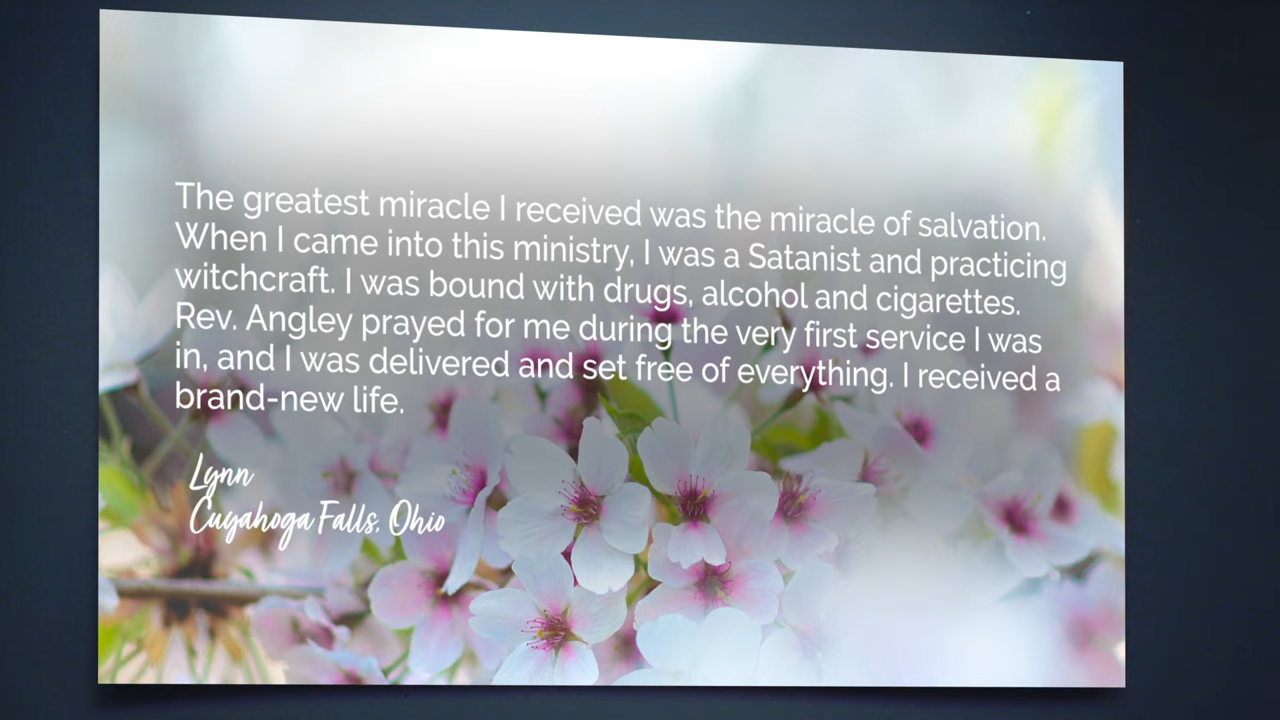 The greatest miracle I received was the miracle of salvation.
When I came into this ministry, I was a Satanist and practicing
witchcraft. I was bound with drugs, alcohol and cigarettes.
Rev. Angley prayed for me during the very first service I was
in, and I was delivered and set free of everything. I received a
brand-new life.
Lynn
Cuyahoga Falls, Ohio